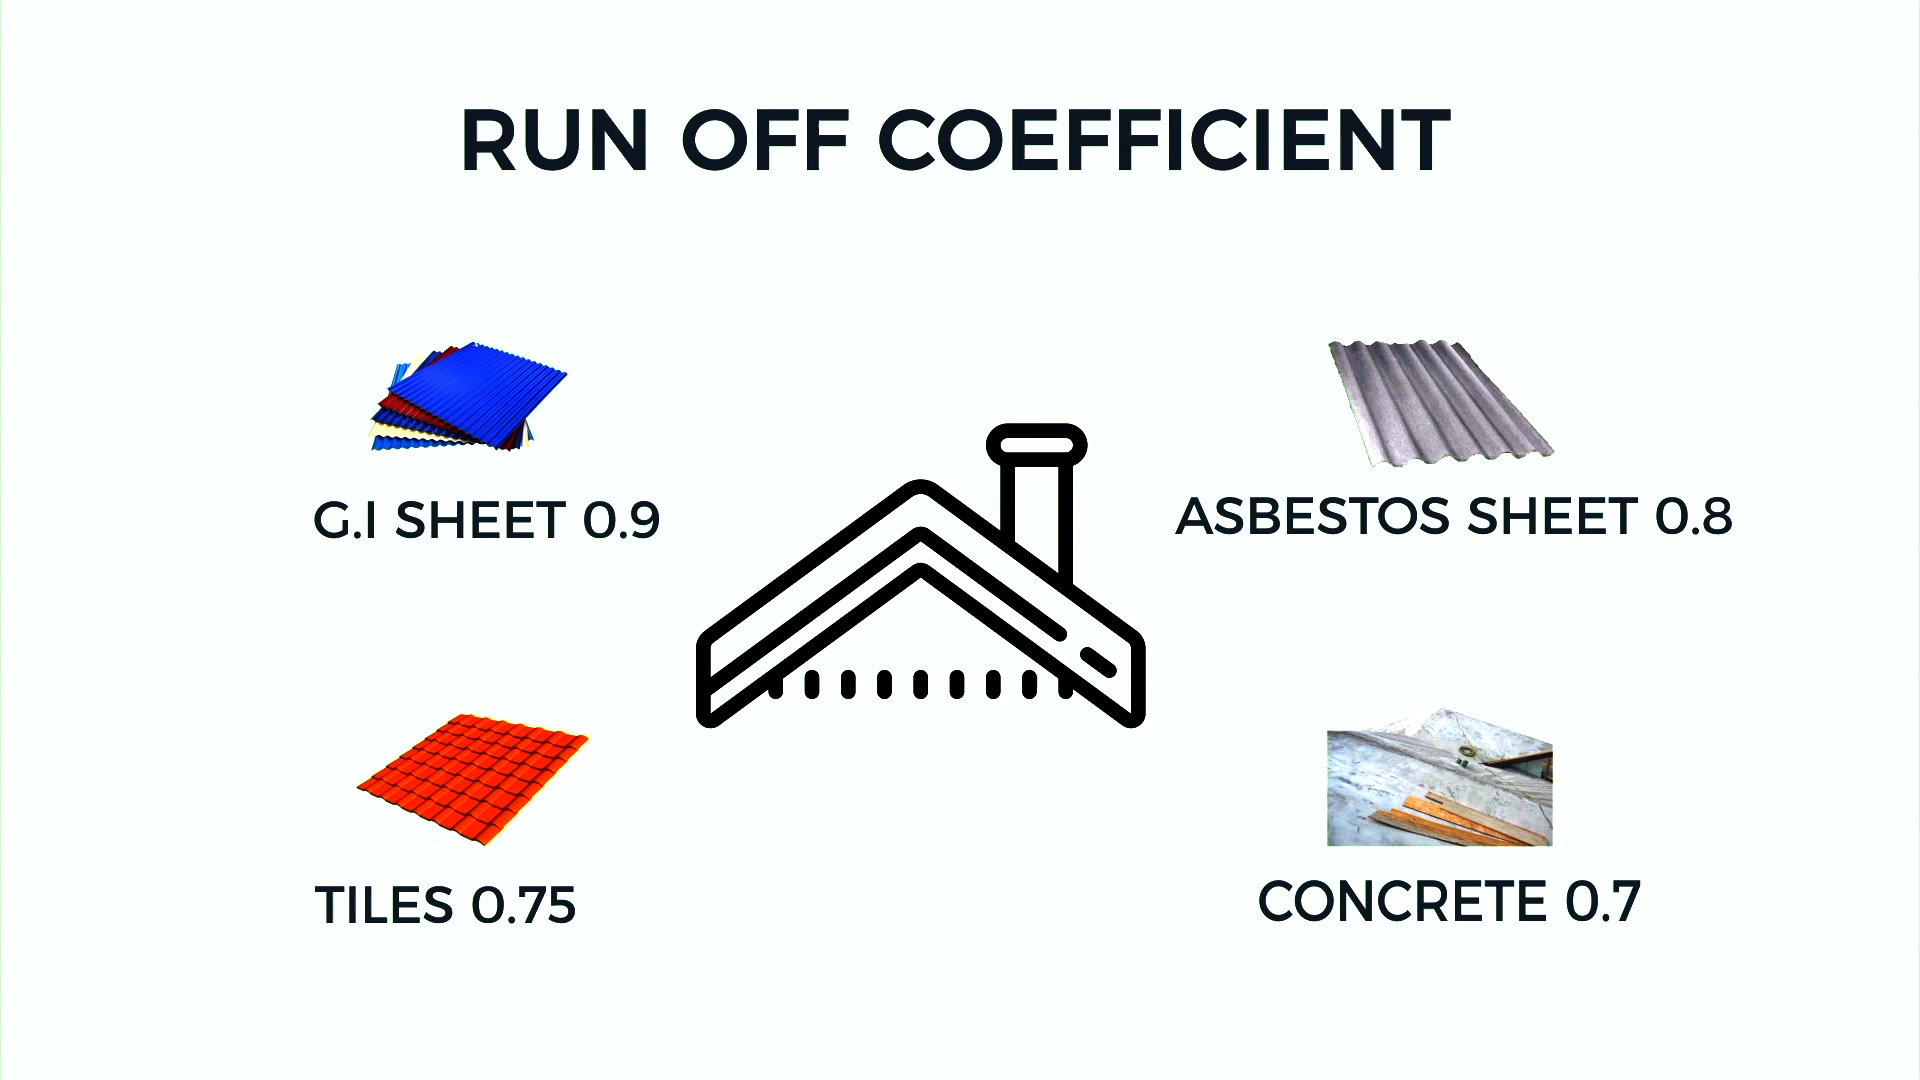 RUN OFF COEFFICIENT
G.I SHEET 0.9
ASBESTOS SHEET 0.8
TILES 0.75
CONCRETE 0.7